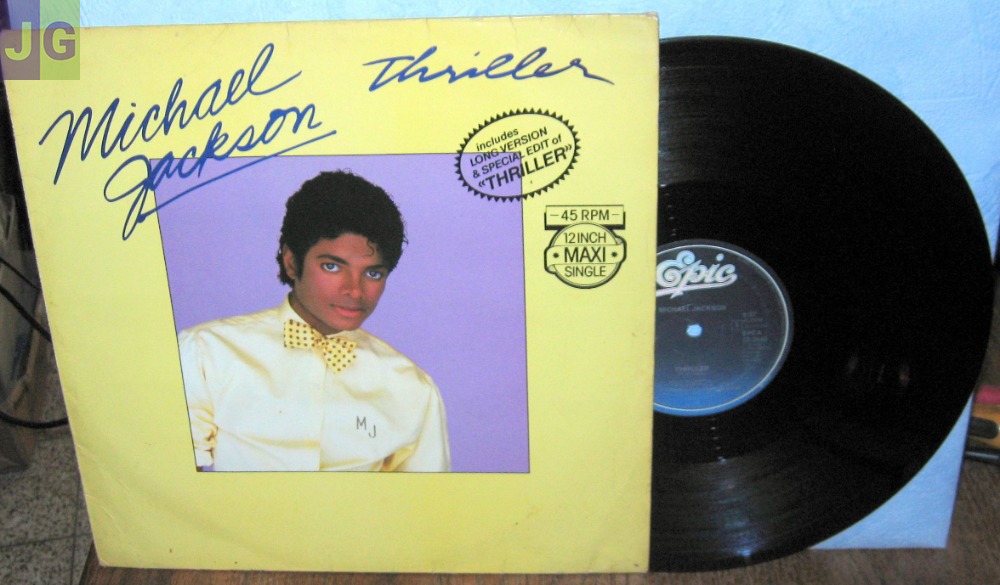 JG
Michael
Jackson
Thriller
includes
LONG VERSION
& SPECIAL EDIT of
«THRILLER»
45 RPM
12 INCH
MAXI
SINGLE
MJ
Epic
MICHAEL JACKSON
THRILLER